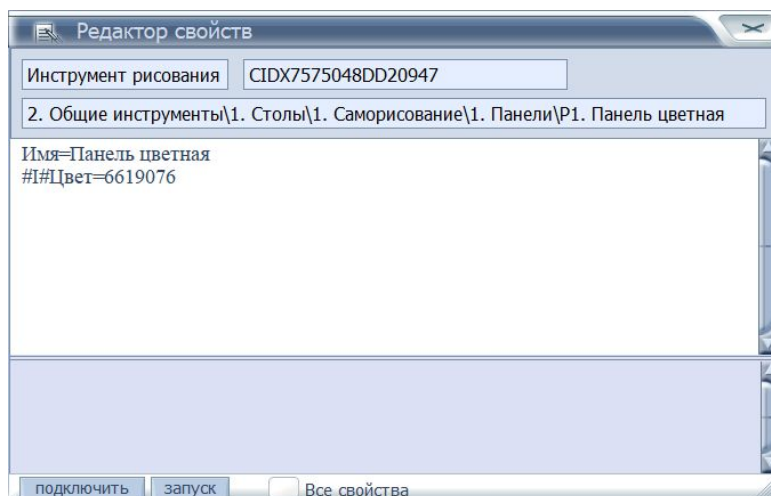 Редактор свойств
Инструмент рисования CIDX7575048DD20947
2. Общие инструменты\1. Столы\1. Саморисование\1. Панели\P1. Панель цветная
Имя=Панель цветная
#I#Цвет=6619076
подключить запуск Все свойства